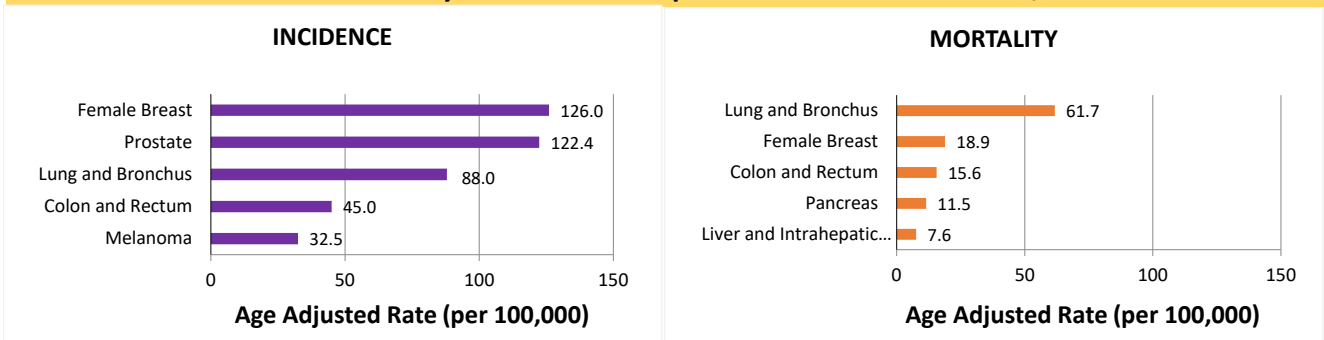 INCIDENCE
Female Breast 126.0
Prostate 122.4
Lung and Bronchus 88.0
Colon and Rectum 45.0
Melanoma 32.5
0 50 100 150
Age Adjusted Rate (per 100,000)
MORTALITY
Lung and Bronchus 61.7
Female Breast 18.9
Colon and Rectum 15.6
Pancreas 11.5
Liver and Intrahepatic... 7.6
0 50 100 150
Age Adjusted Rate (per 100,000)